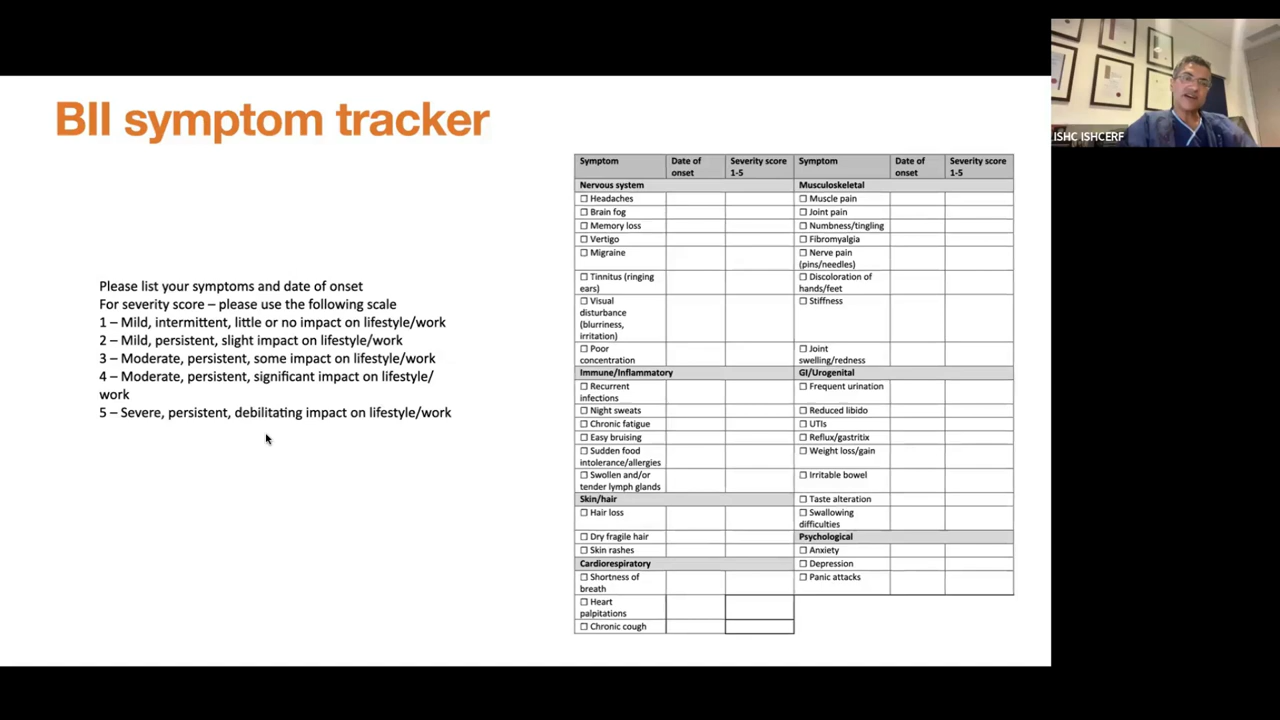 BII symptom tracker
ISHC ISHCERF
Please list your symptoms and date of onset
For severity score – please use the following scale
1 – Mild, intermittent, little or no impact on lifestyle/work
2 – Mild, persistent, slight impact on lifestyle/work
3 – Moderate, persistent, some impact on lifestyle/work
4 – Moderate, persistent, significant impact on lifestyle/
work
5 – Severe, persistent, debilitating impact on lifestyle/work
Symptom
Date of
onset
Severity score
1-5
Nervous system
☐ Headaches
☐ Brain fog
☐ Memory loss
☐ Vertigo
☐ Migraine
☐ Tinnitus (ringing
ears)
☐ Visual
disturbance
(blurriness,
irritation)
☐ Poor
concentration
Immune/Inflammatory
☐ Recurrent
infections
☐ Night sweats
☐ Chronic fatigue
☐ Easy bruising
☐ Sudden food
intolerance/allergies
☐ Swollen and/or
tender lymph glands
Skin/hair
☐ Hair loss
☐ Dry fragile hair
☐ Skin rashes
Cardiorespiratory
☐ Shortness of
breath
☐ Heart
palpitations
☐ Chronic cough
Symptom
Date of
onset
Severity score
1-5
Musculoskeletal
☐ Muscle pain
☐ Joint pain
☐ Numbness/tingling
☐ Fibromyalgia
☐ Nerve pain
(pins/needles)
☐ Discoloration of
hands/feet
☐ Stiffness
☐ Joint
swelling/redness
GI/Urogenital
☐ Frequent urination
☐ Reduced libido
☐ UTIs
☐ Reflux/gastritix
☐ Weight loss/gain
☐ Irritable bowel
☐ Taste alteration
☐ Swallowing
difficulties
Psychological
☐ Anxiety
☐ Depression
☐ Panic attacks